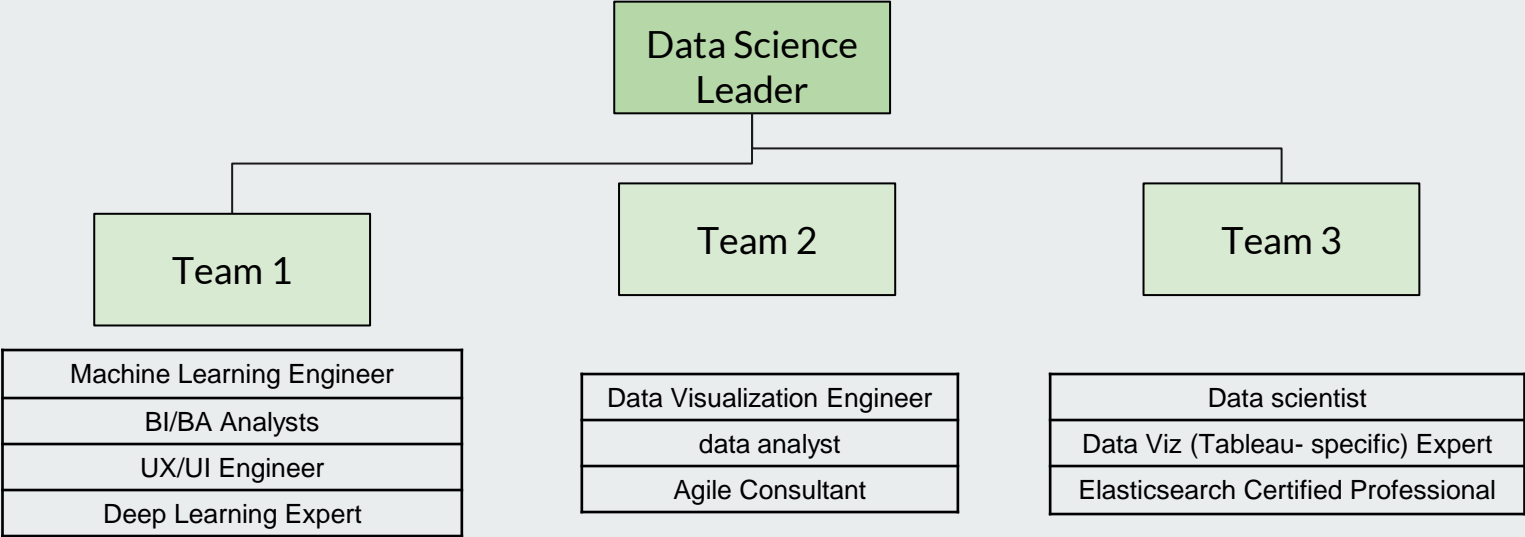 Data Science
Leader
Team 1
Team 2
Team 3
Machine Learning Engineer
BI/BA Analysts
UX/UI Engineer
Deep Learning Expert
Data Visualization Engineer
data analyst
Agile Consultant
Data scientist
Data Viz (Tableau- specific) Expert
Elasticsearch Certified Professional